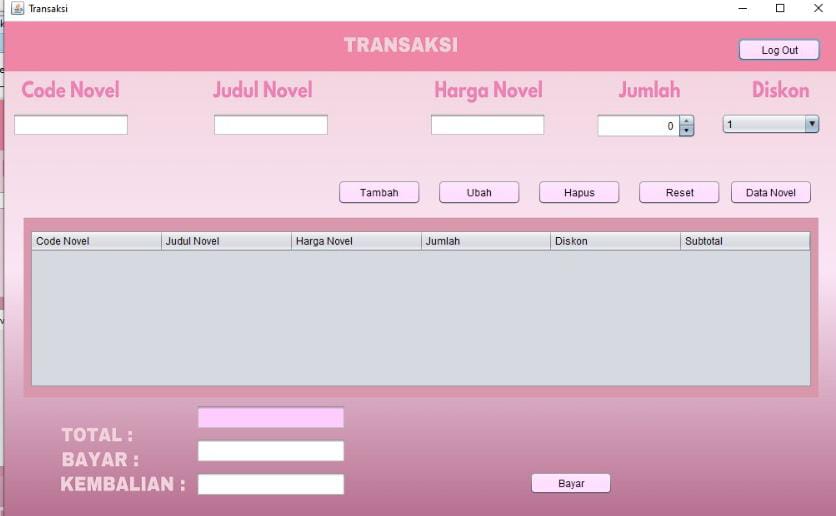 Transaksi
TRANSAKSI
Log Out
Code Novel Judul Novel Harga Novel Jumlah Diskon
0 1
Tambah Ubah Hapus Reset Data Novel
Code Novel Judul Novel Harga Novel Jumlah Diskon Subtotal
TOTAL :
BAYAR :
KEMBALIAN :
Bayar